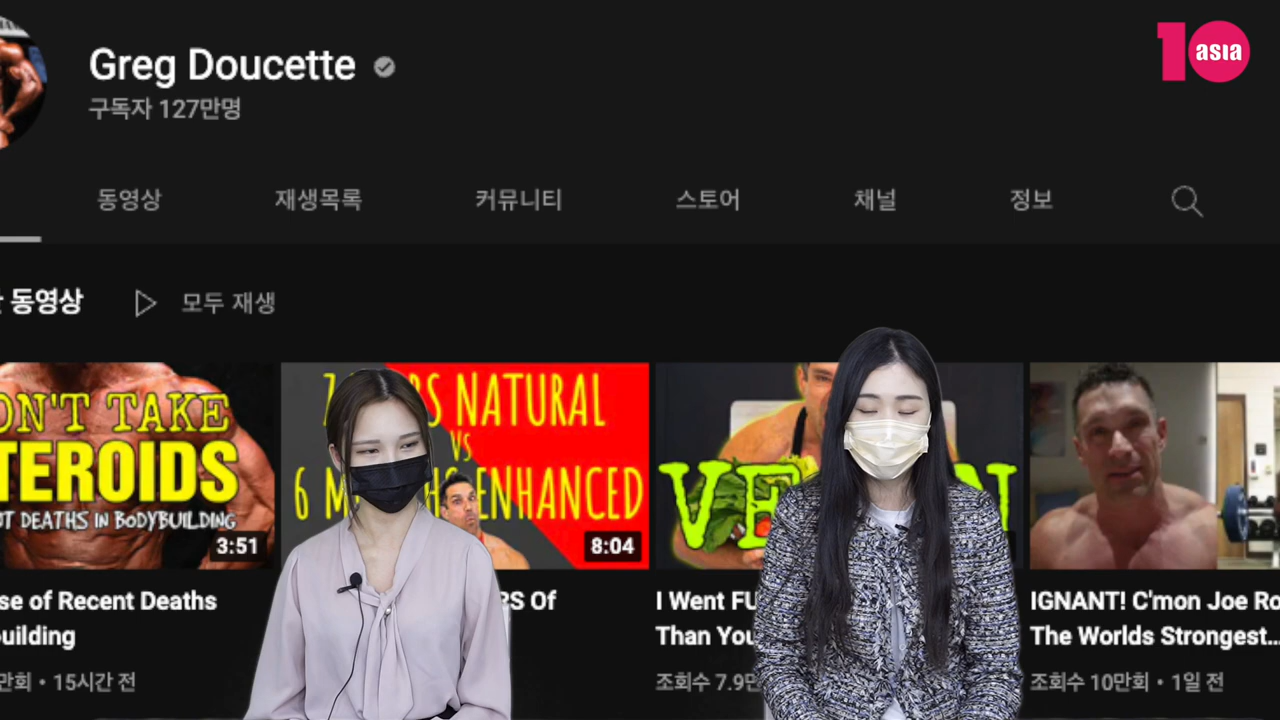 Greg Doucette
10 asia
구독자 127만명
동영상 재생목록 커뮤니티 스토어 채널 정보
동영상 모두 재생
ON'T TAKE
TEROIDS
DEATHS IN BODYBUILDING
3:51
7 NATURAL
VS
6 ENHANCED
8:04
se of Recent Deaths
uilding
만회 • 15시간 전
RS Of
I Went FU
Than You
조회수 7.9만
IGNANT! C'mon Joe Ro
The Worlds Strongest...
조회수 10만회 • 1일 전